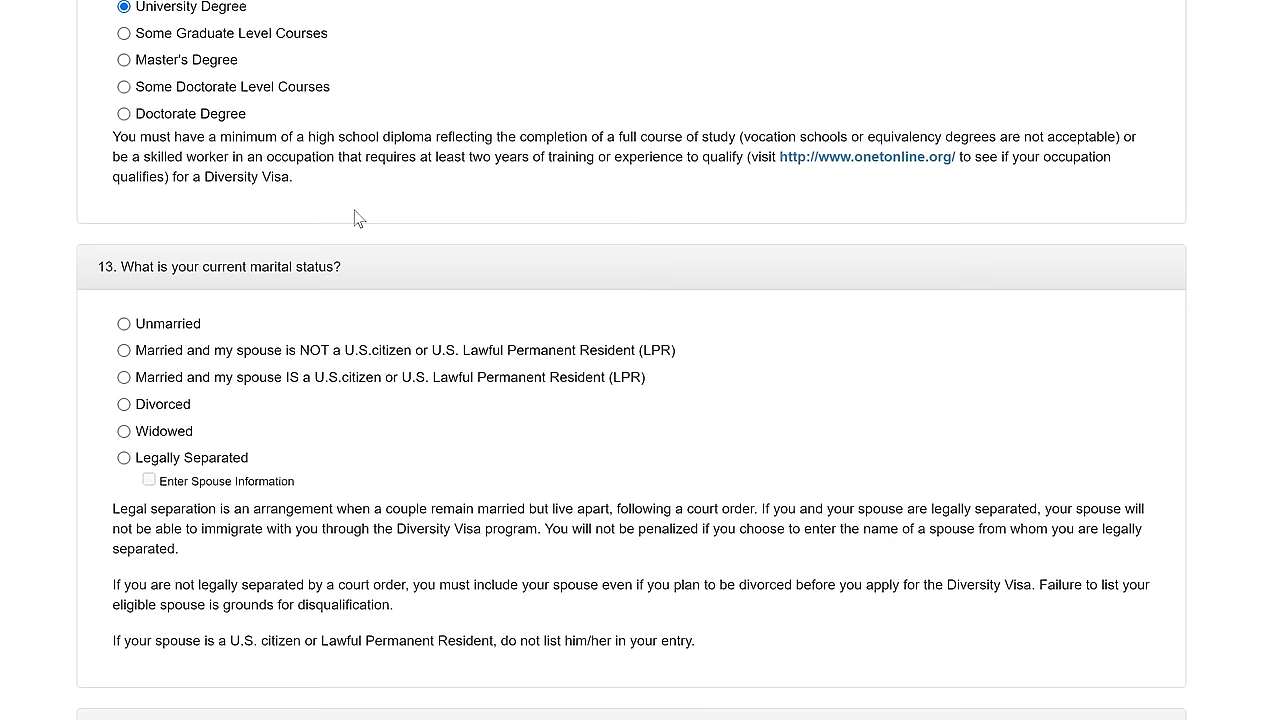 University Degree
Some Graduate Level Courses
Master's Degree
Some Doctorate Level Courses
Doctorate Degree
You must have a minimum of a high school diploma reflecting the completion of a full course of study (vocation schools or equivalency degrees are not acceptable) or
be a skilled worker in an occupation that requires at least two years of training or experience to qualify (visit http://www.onetonline.org/ to see if your occupation
qualifies) for a Diversity Visa.
13. What is your current marital status?
Unmarried
Married and my spouse is NOT a U.S.citizen or U.S. Lawful Permanent Resident (LPR)
Married and my spouse IS a U.S.citizen or U.S. Lawful Permanent Resident (LPR)
Divorced
Widowed
Legally Separated
Enter Spouse Information
Legal separation is an arrangement when a couple remain married but live apart, following a court order. If you and your spouse are legally separated, your spouse will
not be able to immigrate with you through the Diversity Visa program. You will not be penalized if you choose to enter the name of a spouse from whom you are legally
separated.
If you are not legally separated by a court order, you must include your spouse even if you plan to be divorced before you apply for the Diversity Visa. Failure to list your
eligible spouse is grounds for disqualification.
If your spouse is a U.S. citizen or Lawful Permanent Resident, do not list him/her in your entry.